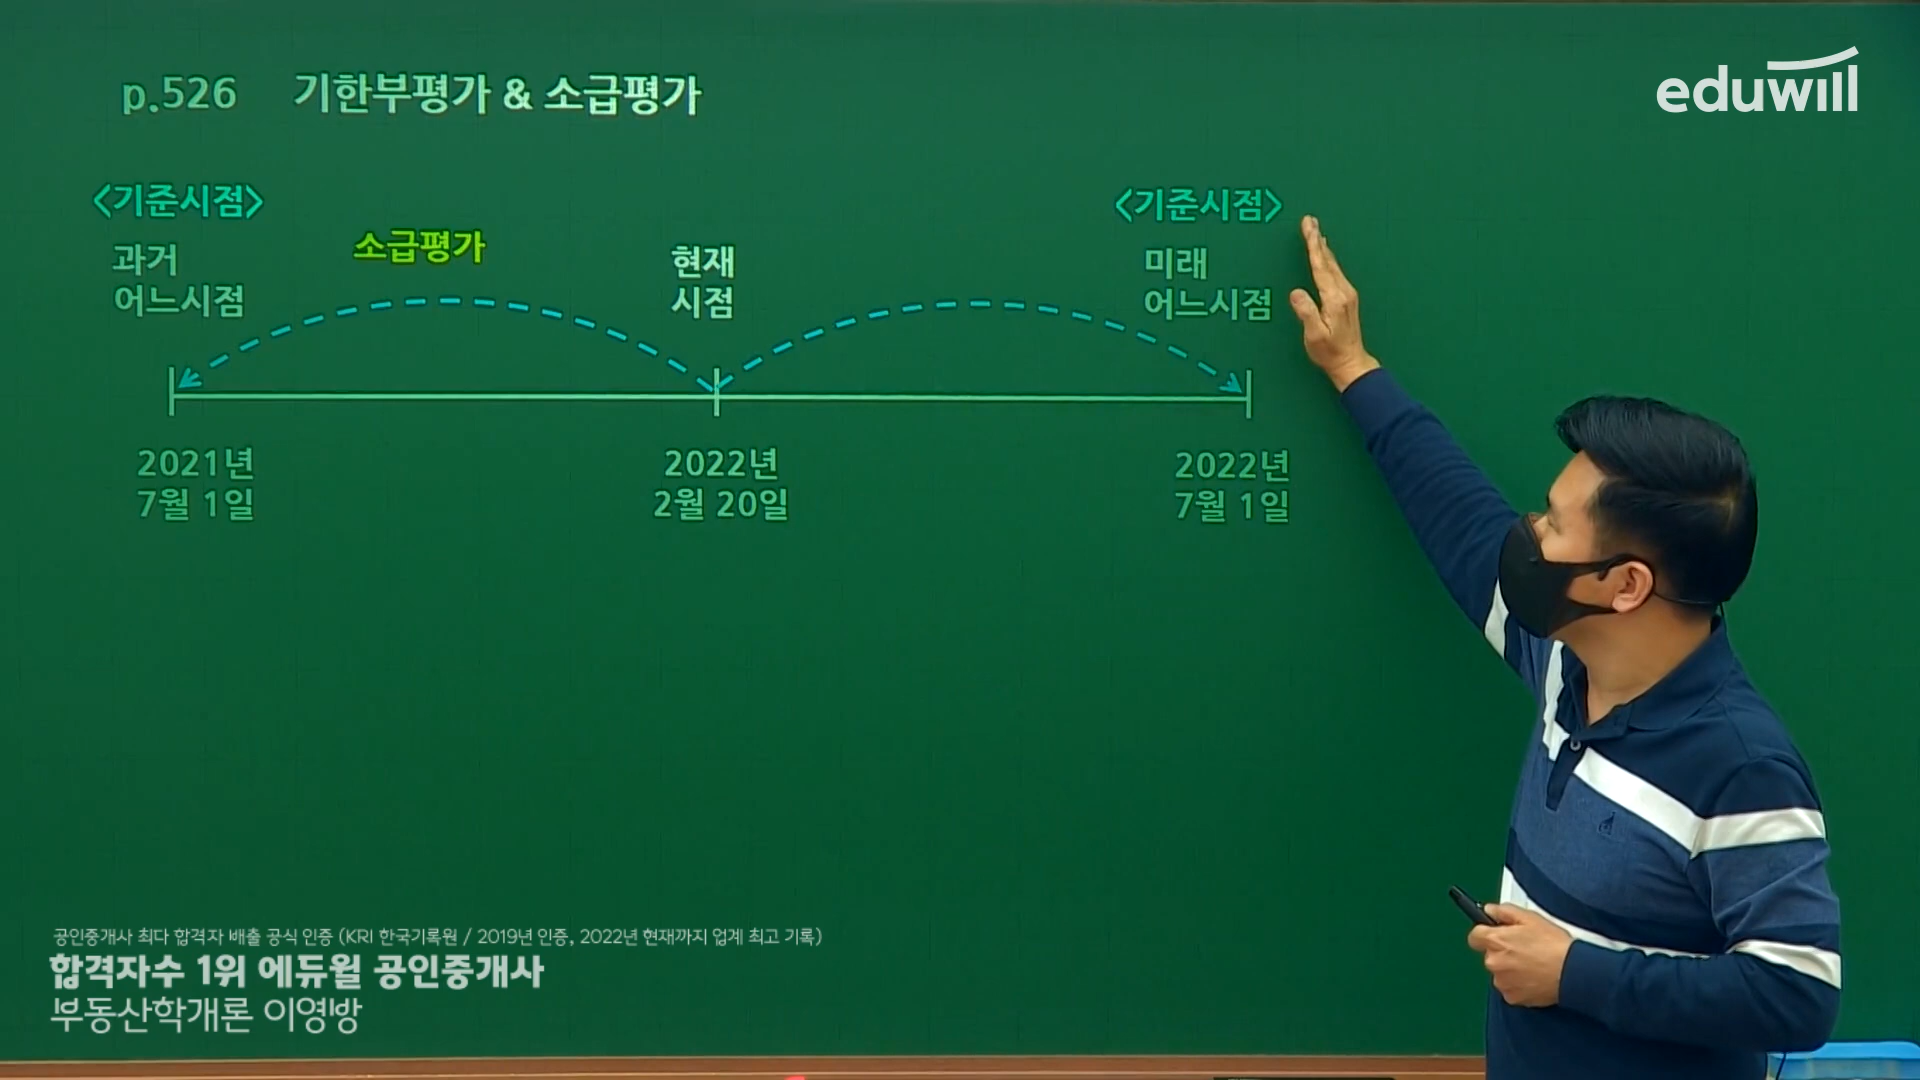 p.526 기한부평가 & 소급평가
eduwill
<기준시점>
과거
어느시점
소급평가
현재
시점
<기준시점>
미래
어느시점
2021년
7월 1일
2022년
2월 20일
2022년
7월 1일
공인중개사 최다 합격자 배출 공식 인증 (KRI 한국기록원 / 2019년 인증, 2022년 현재까지 업계 최고 기록)
합격자수 1위 에듀윌 공인중개사
부동산학개론 이영방